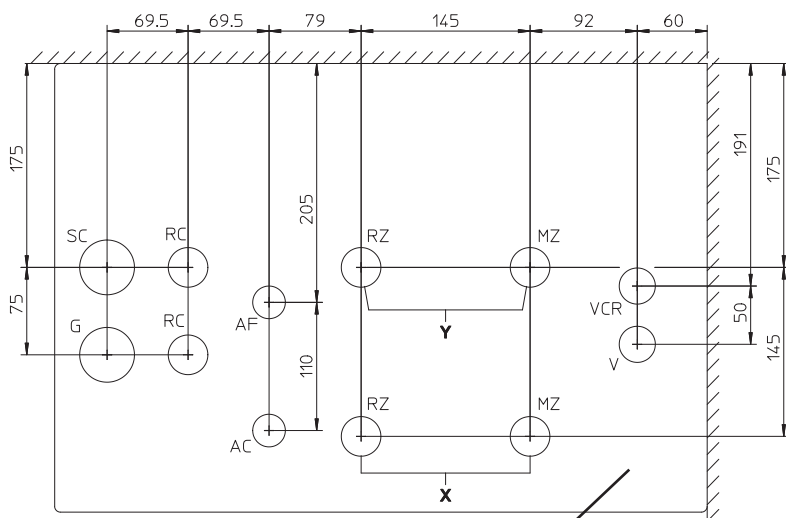 69.5 69.5 79 145 92 60
175 205 191 175
SC RC RZ MZ
75 G RC AF Y VCR 50
110 V 145
RZ MZ
AC
X